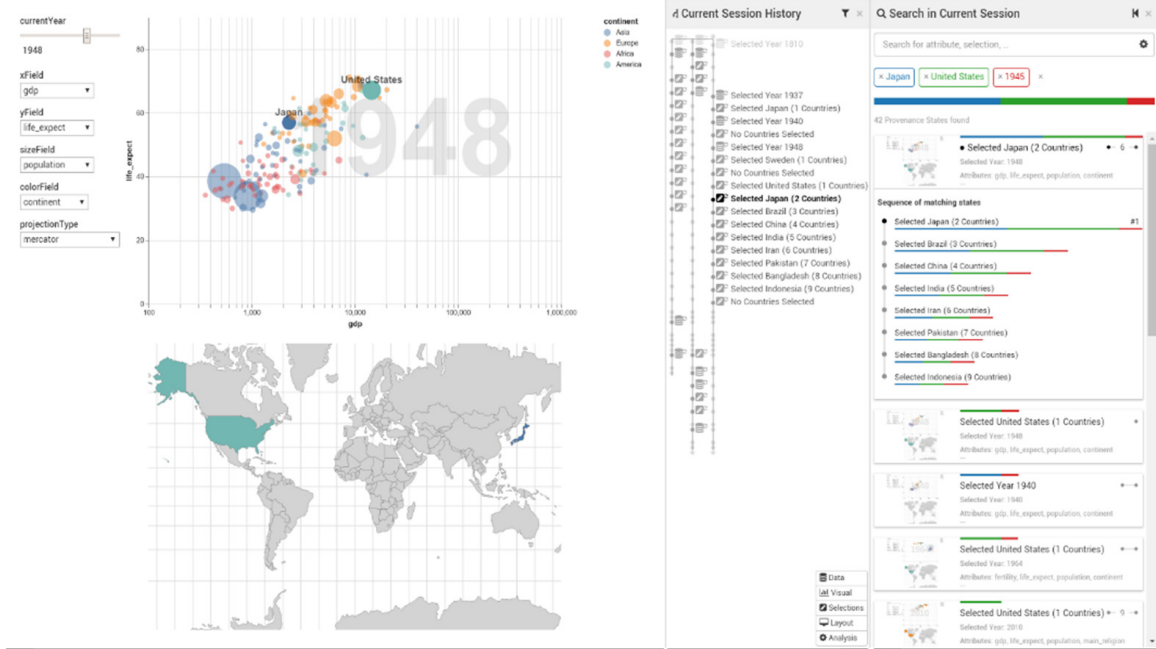 currentYear
1948
xField
gdp
yField
life_expect
sizeField
population
colorField
continent
projectionType
mercator
80
60
40
20
0
life_expect
100
1,000
10,000
100,000
1,000,000
gdp
1948
United States
Japan
continent
Asia
Europe
Africa
America
Current Session History
Selected Year 1910
Selected Year 1937
Selected Japan (1 Countries)
Selected Year 1940
No Countries Selected
Selected Year 1948
Selected Sweden (1 Countries)
No Countries Selected
Selected United States (1 Countries)
Selected Japan (2 Countries)
Selected Brazil (3 Countries)
Selected China (4 Countries)
Selected India (5 Countries)
Selected Iran (6 Countries)
Selected Pakistan (7 Countries)
Selected Bangladesh (8 Countries)
Selected Indonesia (9 Countries)
No Countries Selected
Data
Visual
Selections
Layout
Analysis
Search in Current Session
Search for attribute, selection, ...
× Japan × United States × 1945 ×
42 Provenance States found
Selected Japan (2 Countries) 6
Selected Year: 1948
Attributes: gdp, life_expect, population, continent
Sequence of matching states
Selected Japan (2 Countries) #1
Selected Brazil (3 Countries)
Selected China (4 Countries)
Selected India (5 Countries)
Selected Iran (6 Countries)
Selected Pakistan (7 Countries)
Selected Bangladesh (8 Countries)
Selected Indonesia (9 Countries)
Selected United States (1 Countries)
Selected Year: 1948
Attributes: gdp, life_expect, population, continent
Selected Year 1940
Selected Year: 1940
Attributes: gdp, life_expect, population, continent
Selected United States (1 Countries)
Selected Year: 1964
Attributes: fertility, life_expect, population, continent
Selected United States (1 Countries) 9
Selected Year: 2010
Attributes: gdp, life_expect, population, main_religion